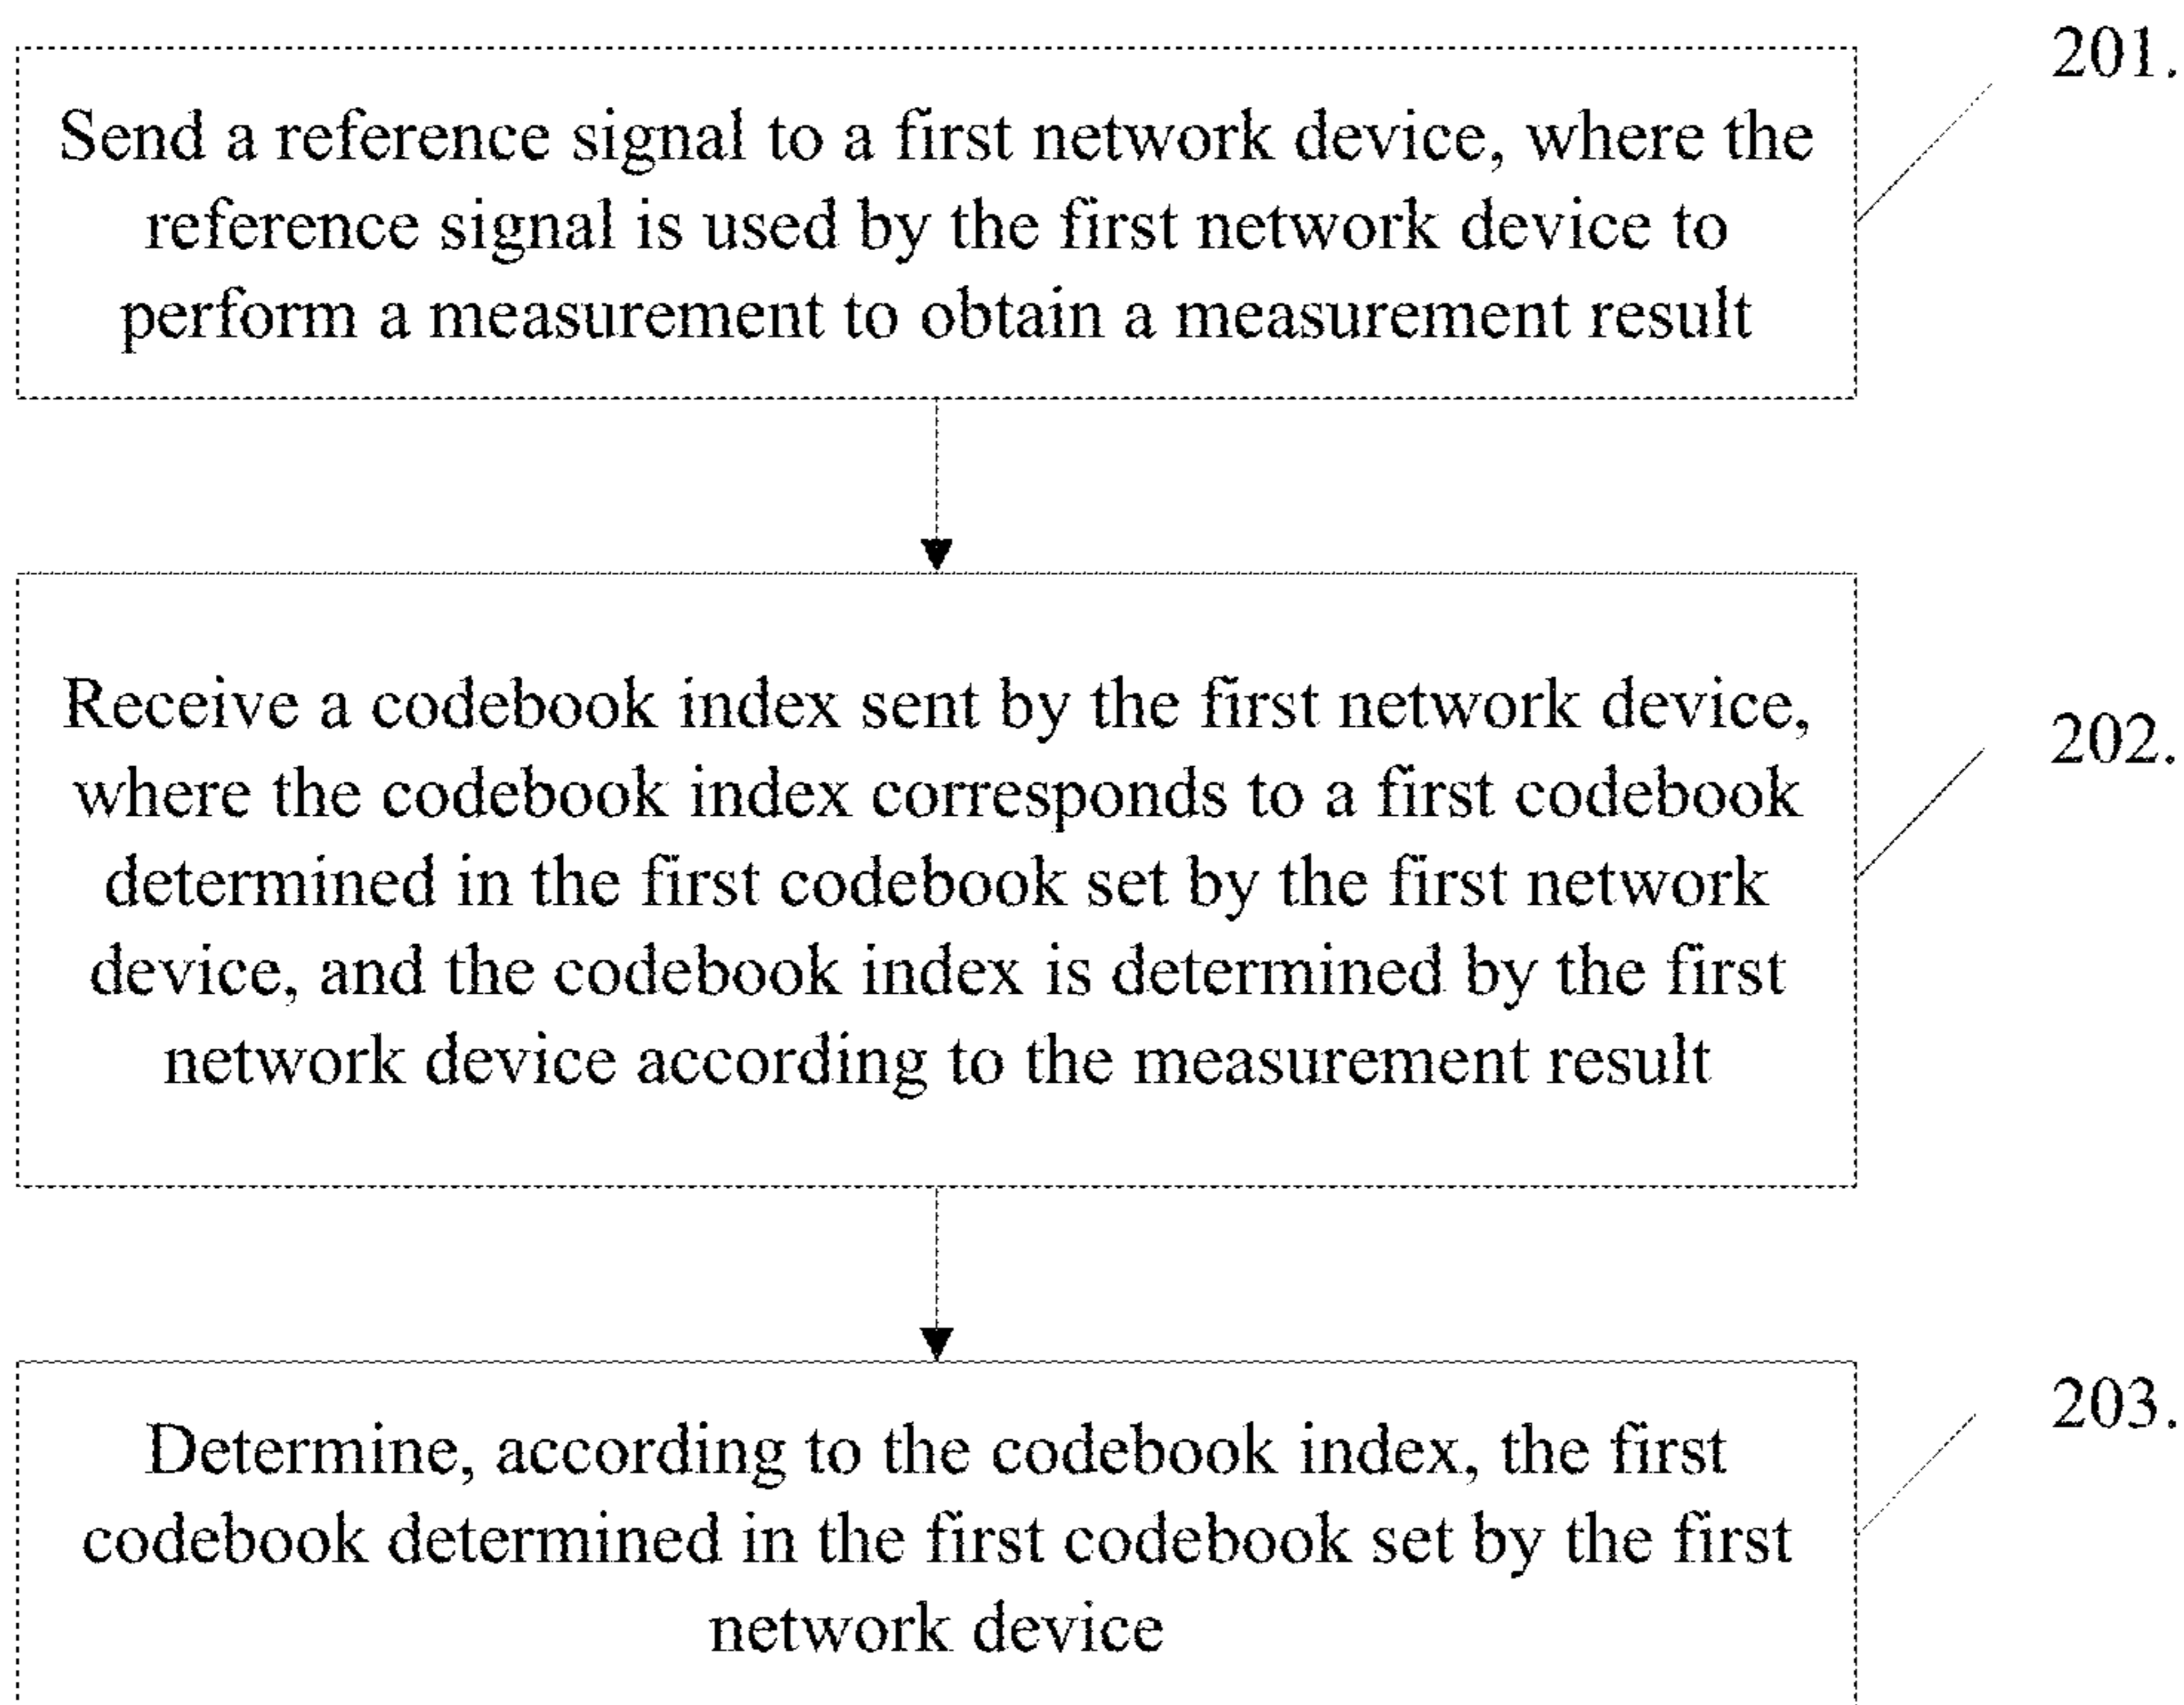 201.
Send a reference signal to a first network device, where the
reference signal is used by the first network device to
perform a measurement to obtain a measurement result
Receive a codebook index sent by the first network device,
202.
where the codebook index corresponds to a first codebook
determined in the first codebook set by the first network
device, and the codebook index is determined by the first
network device according to the measurement result
203.
Determine, according to the codebook index, the first
codebook determined in the first codebook set by the first
network device